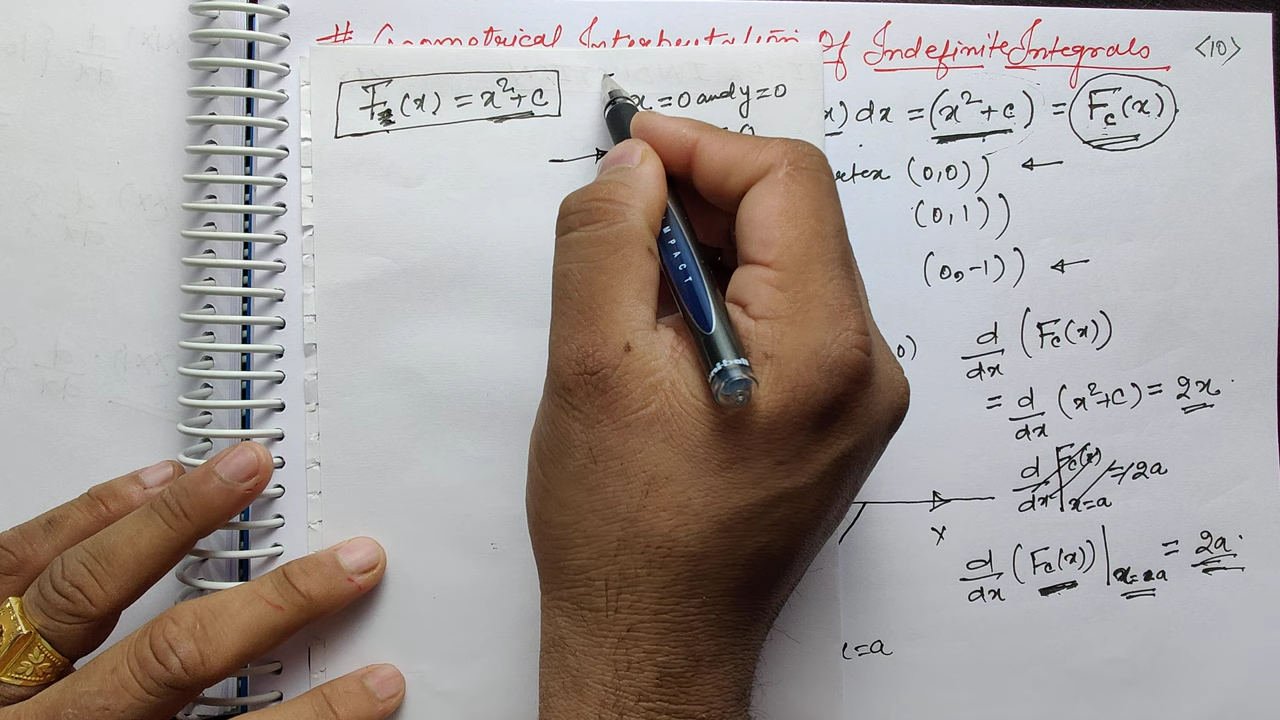 # Geometrical Interpretation Of Indefinite Integrals <10>
F_c(x) = x²+c
x = 0 and y = 0
x) dx = (x²+c) = F_c(x)
(0,0)) ←
(0,1))
(0,-1)) ←
d/dx (F_c(x))
= d/dx (x²+c) = 2x.
d/dx F_c(x)|x=a = 2a
d/dx (F_c(x))|x=a = 2a.
X
=a
IMPACT